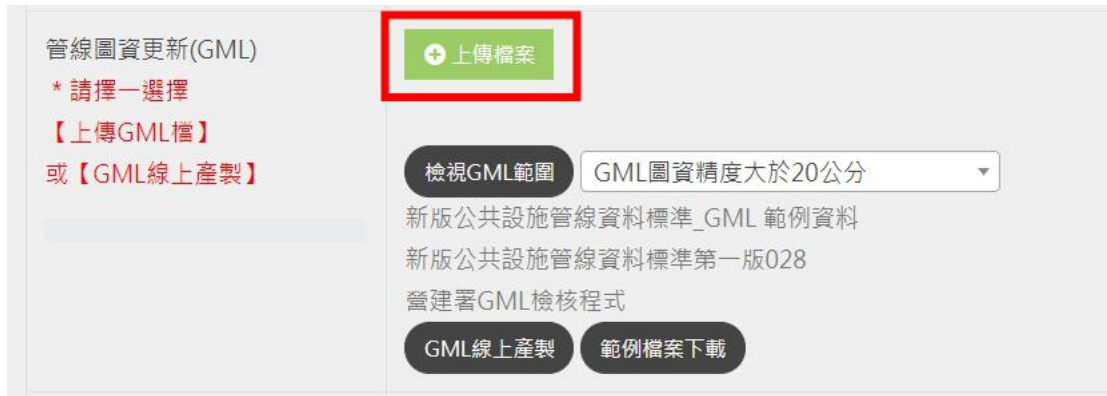 管線圖資更新(GML)
*請擇一選擇
【上傳GML檔】
或【GML線上產製】
上傳檔案
檢視GML範圍
GML圖資精度大於20公分
新版公共設施管線資料標準_GML 範例資料
新版公共設施管線資料標準第一版028
營建署GML檢核程式
GML線上產製
範例檔案下載